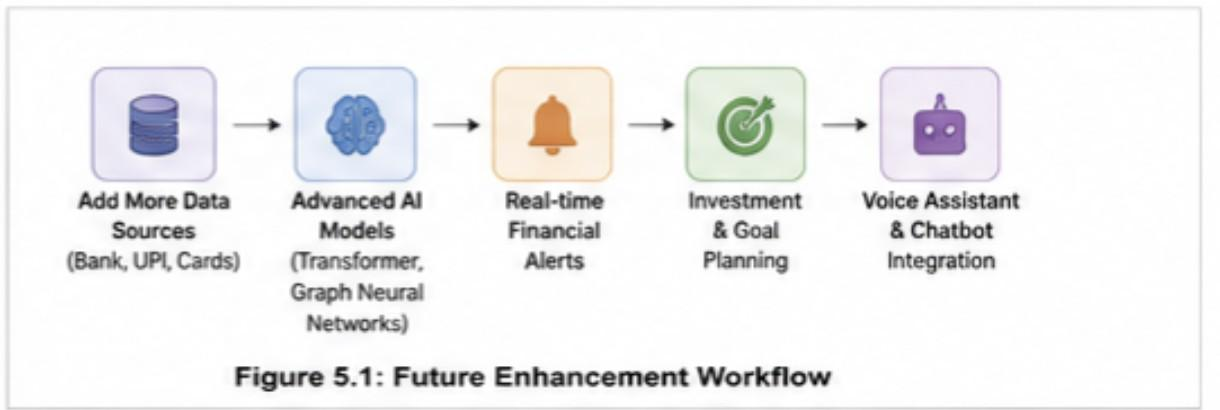 Add More Data
Sources
(Bank, UPI, Cards)
Advanced AI
Models
(Transformer,
Graph Neural
Networks)
Real-time
Financial
Alerts
Investment
& Goal
Planning
Voice Assistant
& Chatbot
Integration
Figure 5.1: Future Enhancement Workflow